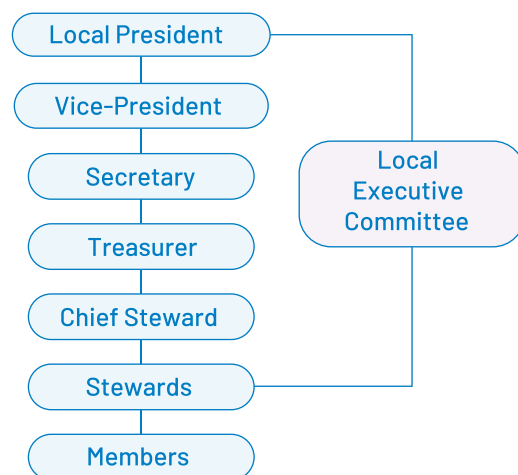 Local President
Vice-President
Secretary
Treasurer
Chief Steward
Stewards
Members
Local
Executive
Committee